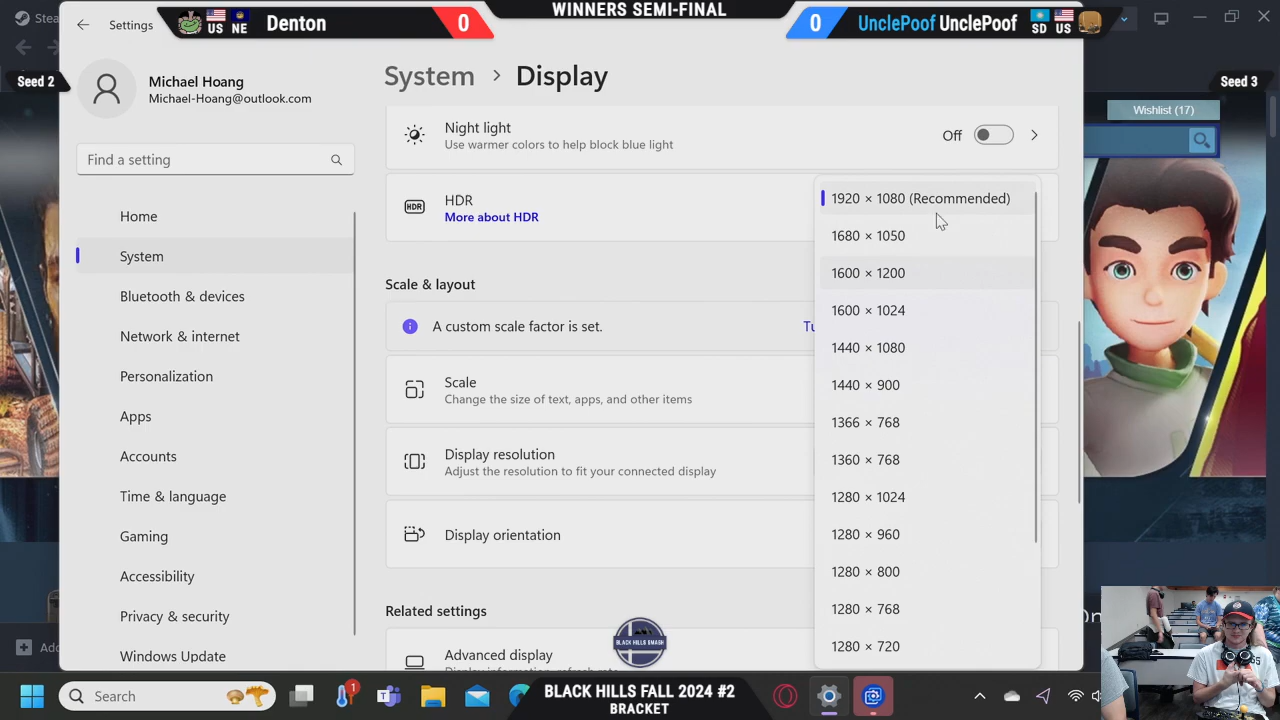 WINNERS SEMI-FINAL
Stea
Settings
US NE Denton 0
0 UnclePoof UnclePoof SD US
Seed 2
Seed 3
Michael Hoang
Michael-Hoang@outlook.com
System > Display
Wishlist (17)
Find a setting
Home
System
Bluetooth & devices
Network & internet
Personalization
Apps
Accounts
Time & language
Gaming
Accessibility
Privacy & security
Windows Update
Night light
Use warmer colors to help block blue light
Off
HDR
HDR
More about HDR
Scale & layout
A custom scale factor is set.
Tu
Scale
Change the size of text, apps, and other items
Display resolution
Adjust the resolution to fit your connected display
Display orientation
Related settings
Advanced display
1920 × 1080 (Recommended)
1680 × 1050
1600 × 1200
1600 × 1024
1440 × 1080
1440 × 900
1366 × 768
1360 × 768
1280 × 1024
1280 × 960
1280 × 800
1280 × 768
1280 × 720
BLACK HILLS SMASH
Search
1
BLACK HILLS FALL 2024 #2
BRACKET